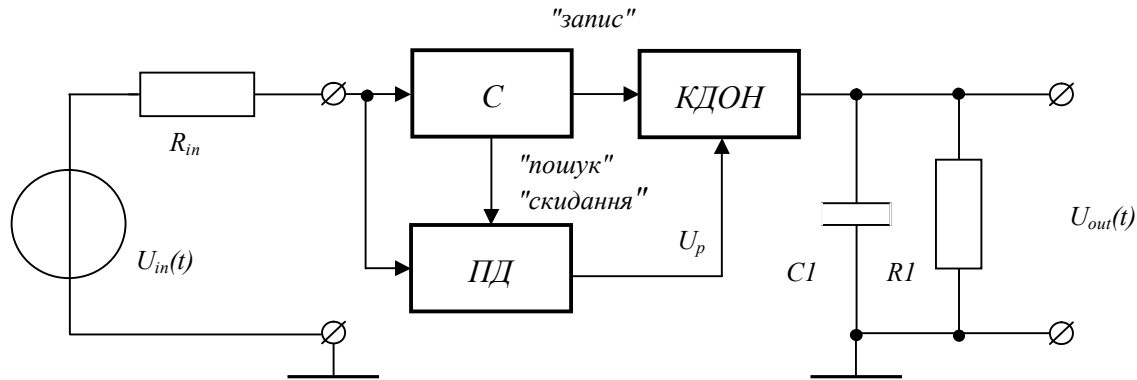 "запис"
С
КДОН
R_in
"пошук"
"скидання"
U_in(t)
ПД
U_p
C1
R1
U_out(t)